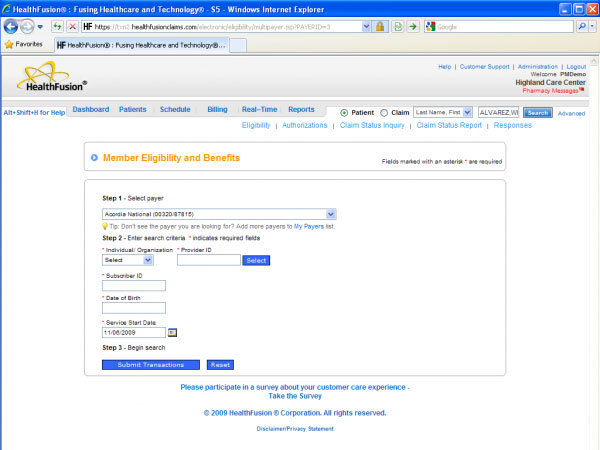 HealthFusion® : Fusing Healthcare and Technology® - S5 - Windows Internet Explorer
HF https://txn2.healthfusionclaims.com/electronic/eligibility/multipayer.jsp?PAYERID=3 Google
Favorites HF HealthFusion® : Fusing Healthcare and Technology®...
Help | Customer Support | Administration | Logout
Welcome PMDemo
Highland Care Center
Pharmacy Messages
HealthFusion®
Alt+Shift+H for Help Dashboard Patients Schedule Billing Real-Time Reports Patient Claim Last Name, First ALVAREZ,WI Search Advanced
Eligibility | Authorizations | Claim Status Inquiry | Claim Status Report | Responses
Member Eligibility and Benefits
Fields marked with an asterisk * are required
Step 1 - Select payer
Acordia National (00320/87815)
Tip: Don't see the payer you are looking for? Add more payers to My Payers list.
Step 2 - Enter search criteria * indicates required fields
* Individual/ Organization * Provider ID
Select Select
* Subscriber ID
* Date of Birth
* Service Start Date
11/06/2009
Step 3 - Begin search
Submit Transactions Reset
Please participate in a survey about your customer care experience -
Take the Survey
© 2009 HealthFusion ® Corporation. All rights reserved.
Disclaimer/Privacy Statement